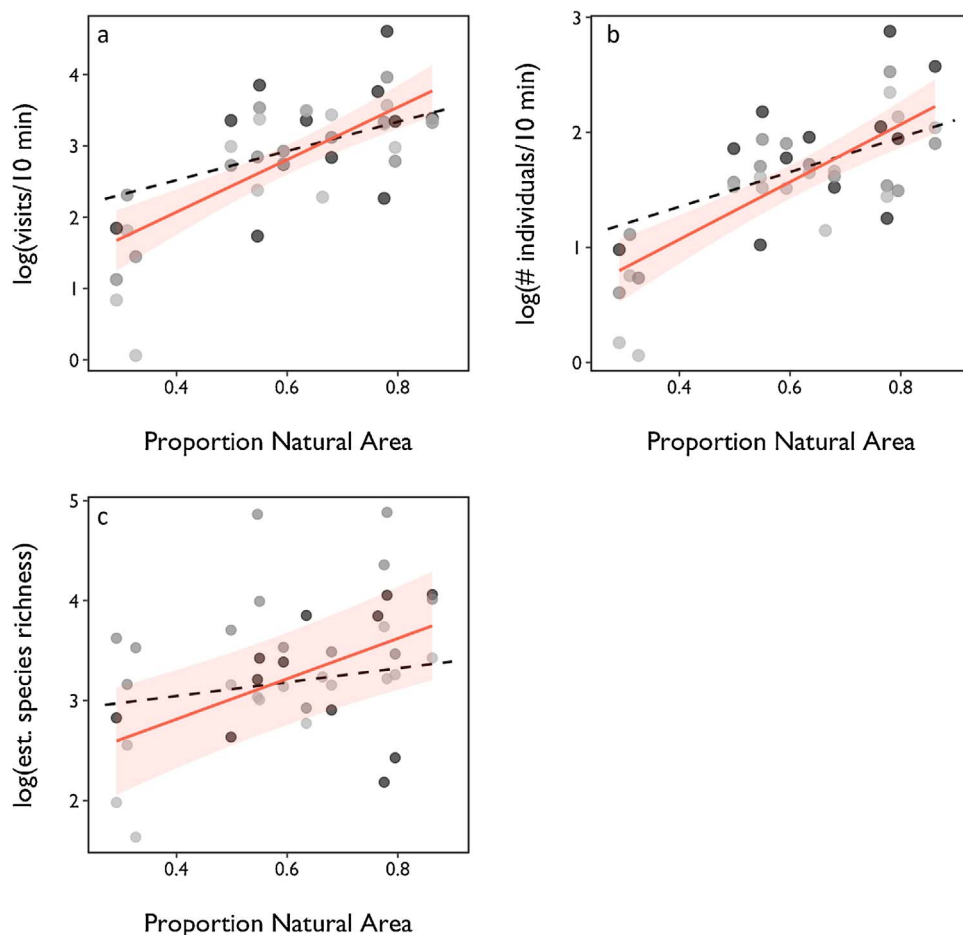 a
log(visits/10 min)
4
3
2
1
0
0.4 0.6 0.8
Proportion Natural Area
b
log(# individuals/10 min)
3
2
1
0
0.4 0.6 0.8
Proportion Natural Area
c
log(est. species richness)
5
4
3
2
0.4 0.6 0.8
Proportion Natural Area